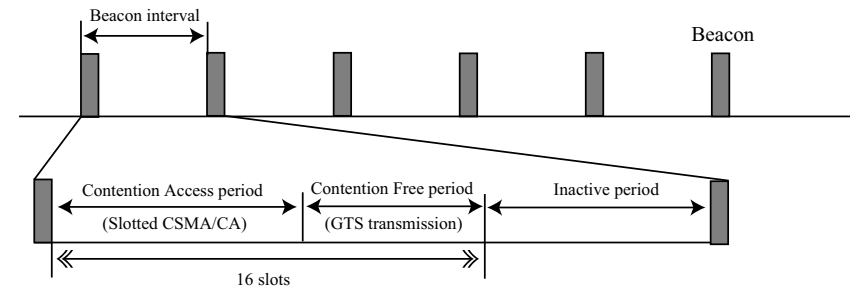 Beacon interval
Beacon
Contention Access period
Contention Free period
Inactive period
(Slotted CSMA/CA)
(GTS transmission)
16 slots